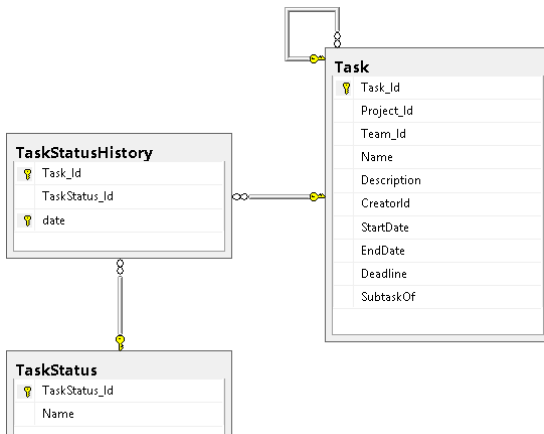 Task
Task_Id
Project_Id
Team_Id
Name
Description
CreatorId
StartDate
EndDate
Deadline
SubtaskOf
TaskStatusHistory
Task_Id
TaskStatus_Id
date
TaskStatus
TaskStatus_Id
Name